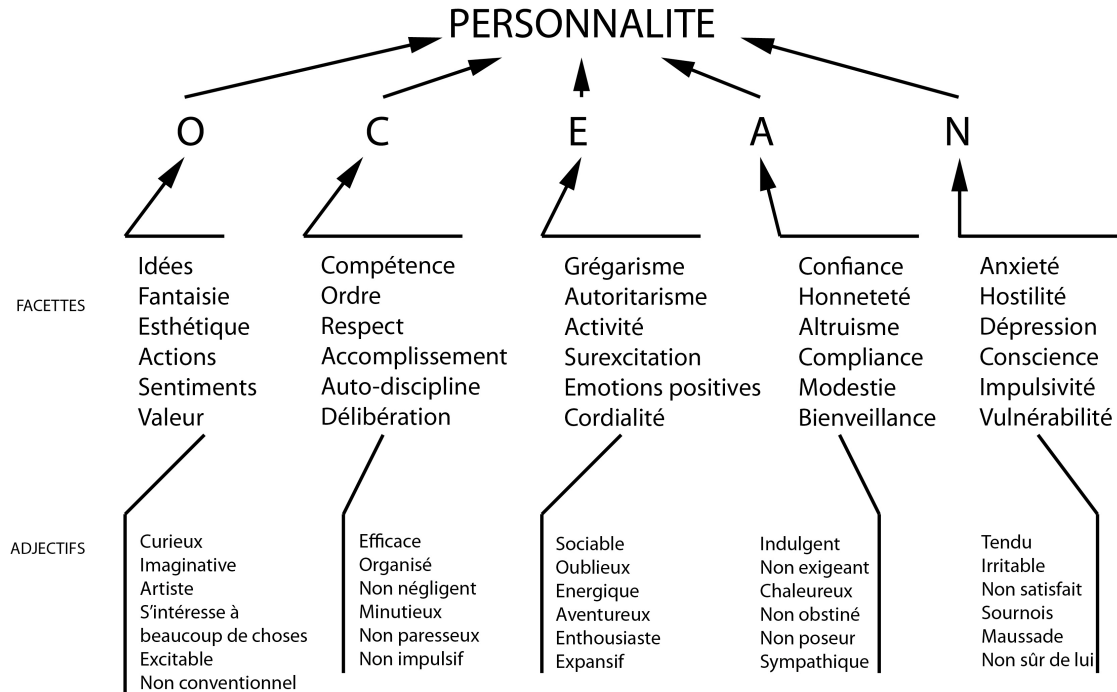 PERSONNALITE
O
C
E
A
N
FACETTES
Idées
Fantaisie
Esthétique
Actions
Sentiments
Valeur
Compétence
Ordre
Respect
Accomplissement
Auto-discipline
Délibération
Grégarisme
Autoritarisme
Activité
Surexcitation
Emotions positives
Cordialité
Confiance
Honneteté
Altruisme
Compliance
Modestie
Bienveillance
Anxieté
Hostilité
Dépression
Conscience
Impulsivité
Vulnérabilité
ADJECTIFS
Curieux
Imaginative
Artiste
S'intéresse à
beaucoup de choses
Excitable
Non conventionnel
Efficace
Organisé
Non négligent
Minutieux
Non paresseux
Non impulsif
Sociable
Oublieux
Energique
Aventureux
Enthousiaste
Expansif
Indulgent
Non exigeant
Chaleureux
Non obstiné
Non poseur
Sympathique
Tendu
Irritable
Non satisfait
Sournois
Maussade
Non sûr de lui